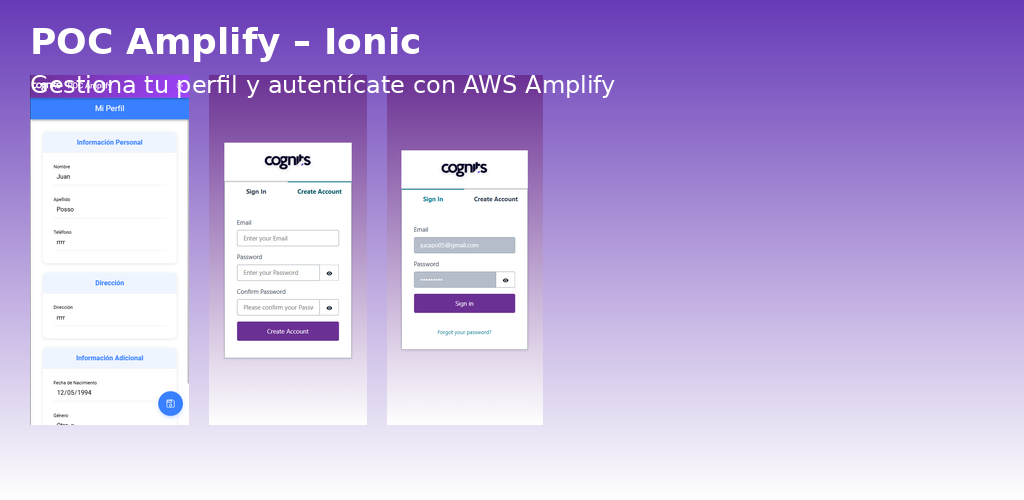 POC Amplify – Ionic
Gestiona tu perfil y autentícate con AWS Amplify
Mi Perfil
Información Personal
Nombre
Juan
Apellido
Posso
Teléfono
rrrr
Dirección
Dirección
rrrr
Información Adicional
Fecha de Nacimiento
12/05/1994
Género
cognits
Sign In
Create Account
Email
Enter your Email
Password
Enter your Password
Confirm Password
Please confirm your Passw
Create Account
cognits
Sign In
Create Account
Email
jucapo05@gmail.com
Password
Sign in
Forgot your password?